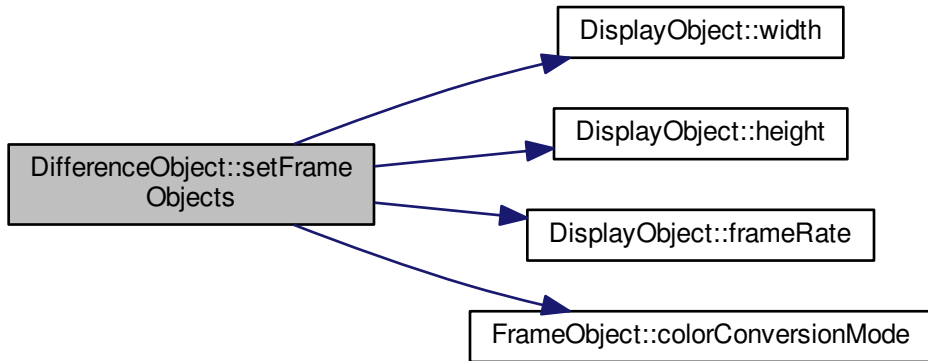 DisplayObject::width
DisplayObject::height
DifferenceObject::setFrame
Objects
DisplayObject::frameRate
FrameObject::colorConversionMode